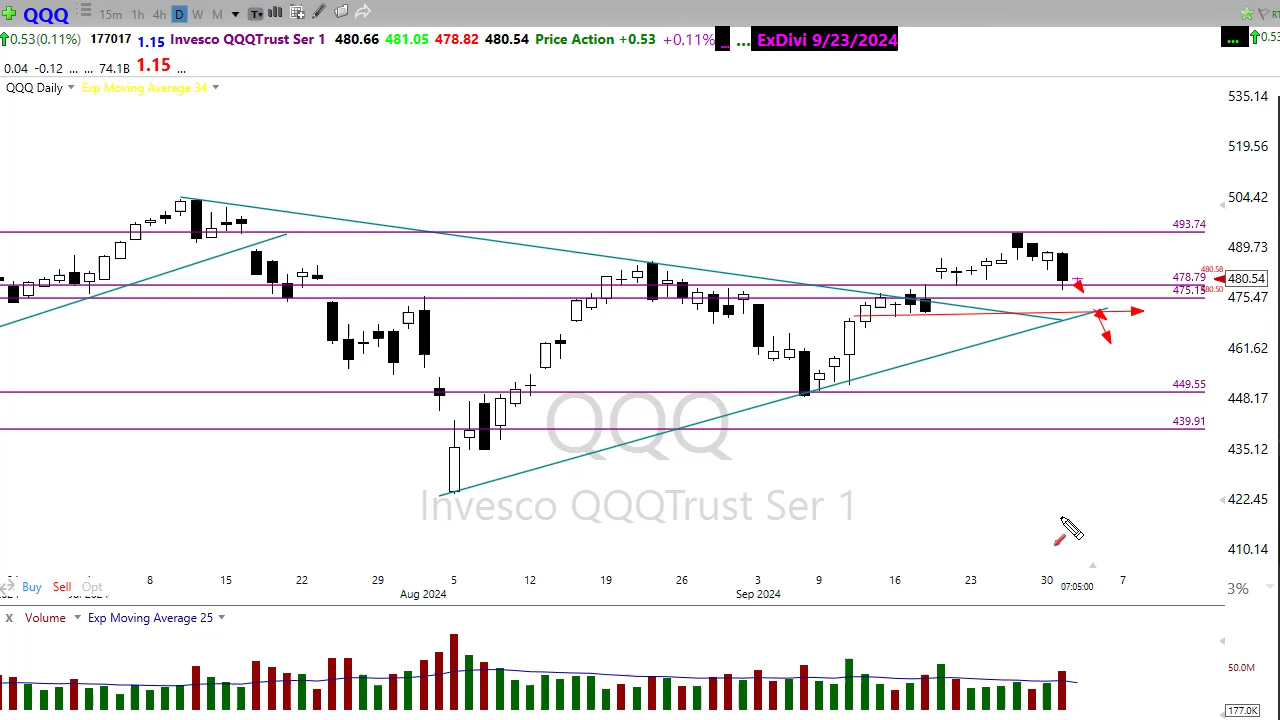 QQQ 15m 1h 4h D W M T
0.53(0.11%) 177017 1.15 Invesco QQQTrust Ser 1 480.66 481.05 478.82 480.54 Price Action +0.53 +0.11% ... ... ExDivi 9/23/2024 ... 0.53
0.04 -0.12 ... ... 74.1B 1.15 ...
QQQ Daily Exp Moving Average 34
535.14
519.56
504.42
493.74
489.73
480.58
478.79 480.54
475.15 480.50
475.47
461.62
449.55
448.17
439.91
435.12
QQQ
Invesco QQQTrust Ser 1
422.45
410.14
8 15 22 29 5 12 19 26 3 9 16 23 30 7
Buy Sell Opt 07:05:00 3%
Aug 2024 Sep 2024
X Volume Exp Moving Average 25
50.0M
177.0K